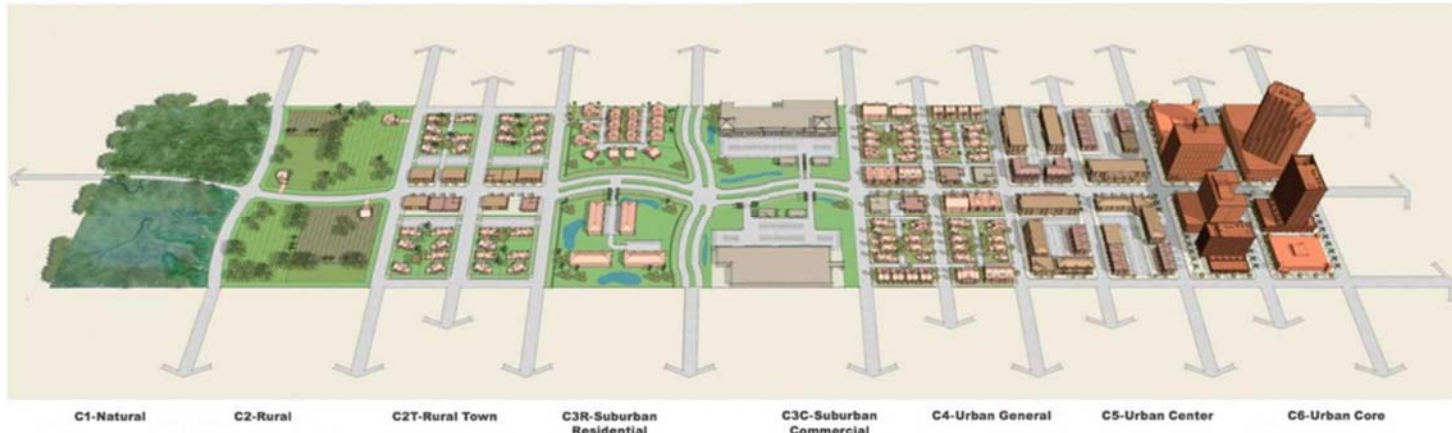 C1-Natural
C2-Rural
C2T-Rural Town
C3R-Suburban
Residential
C3C-Suburban
Commercial
C4-Urban General
C5-Urban Center
C6-Urban Core